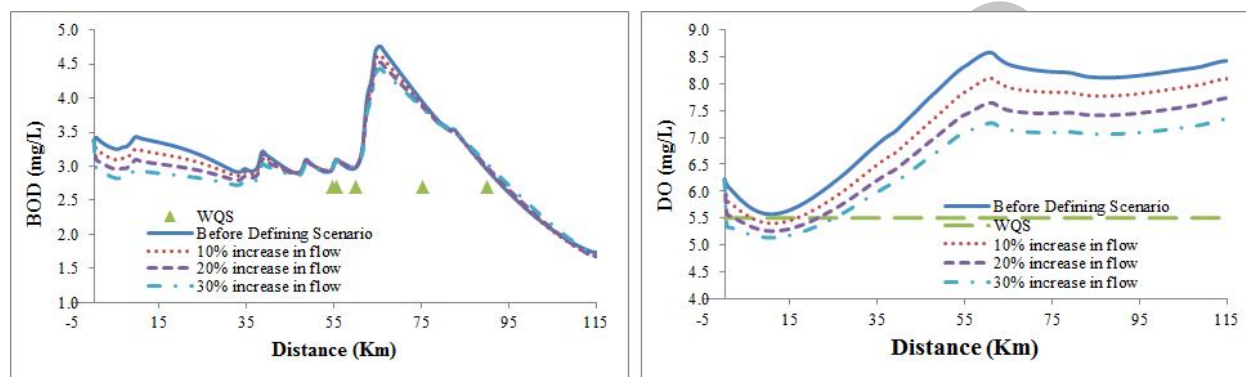 5.0
4.5
4.0
3.5
3.0
2.5
2.0
1.5
1.0
BOD (mg/L)
WQS
Before Defining Scenario
10% increase in flow
20% increase in flow
30% increase in flow
-5 15 35 55 75 95 115
Distance (Km)
9.0
8.5
8.0
7.5
7.0
6.5
6.0
5.5
5.0
4.5
4.0
DO (mg/L)
Before Defining Scenario
WQS
10% increase in flow
20% increase in flow
30% increase in flow
-5 15 35 55 75 95 115
Distance (Km)